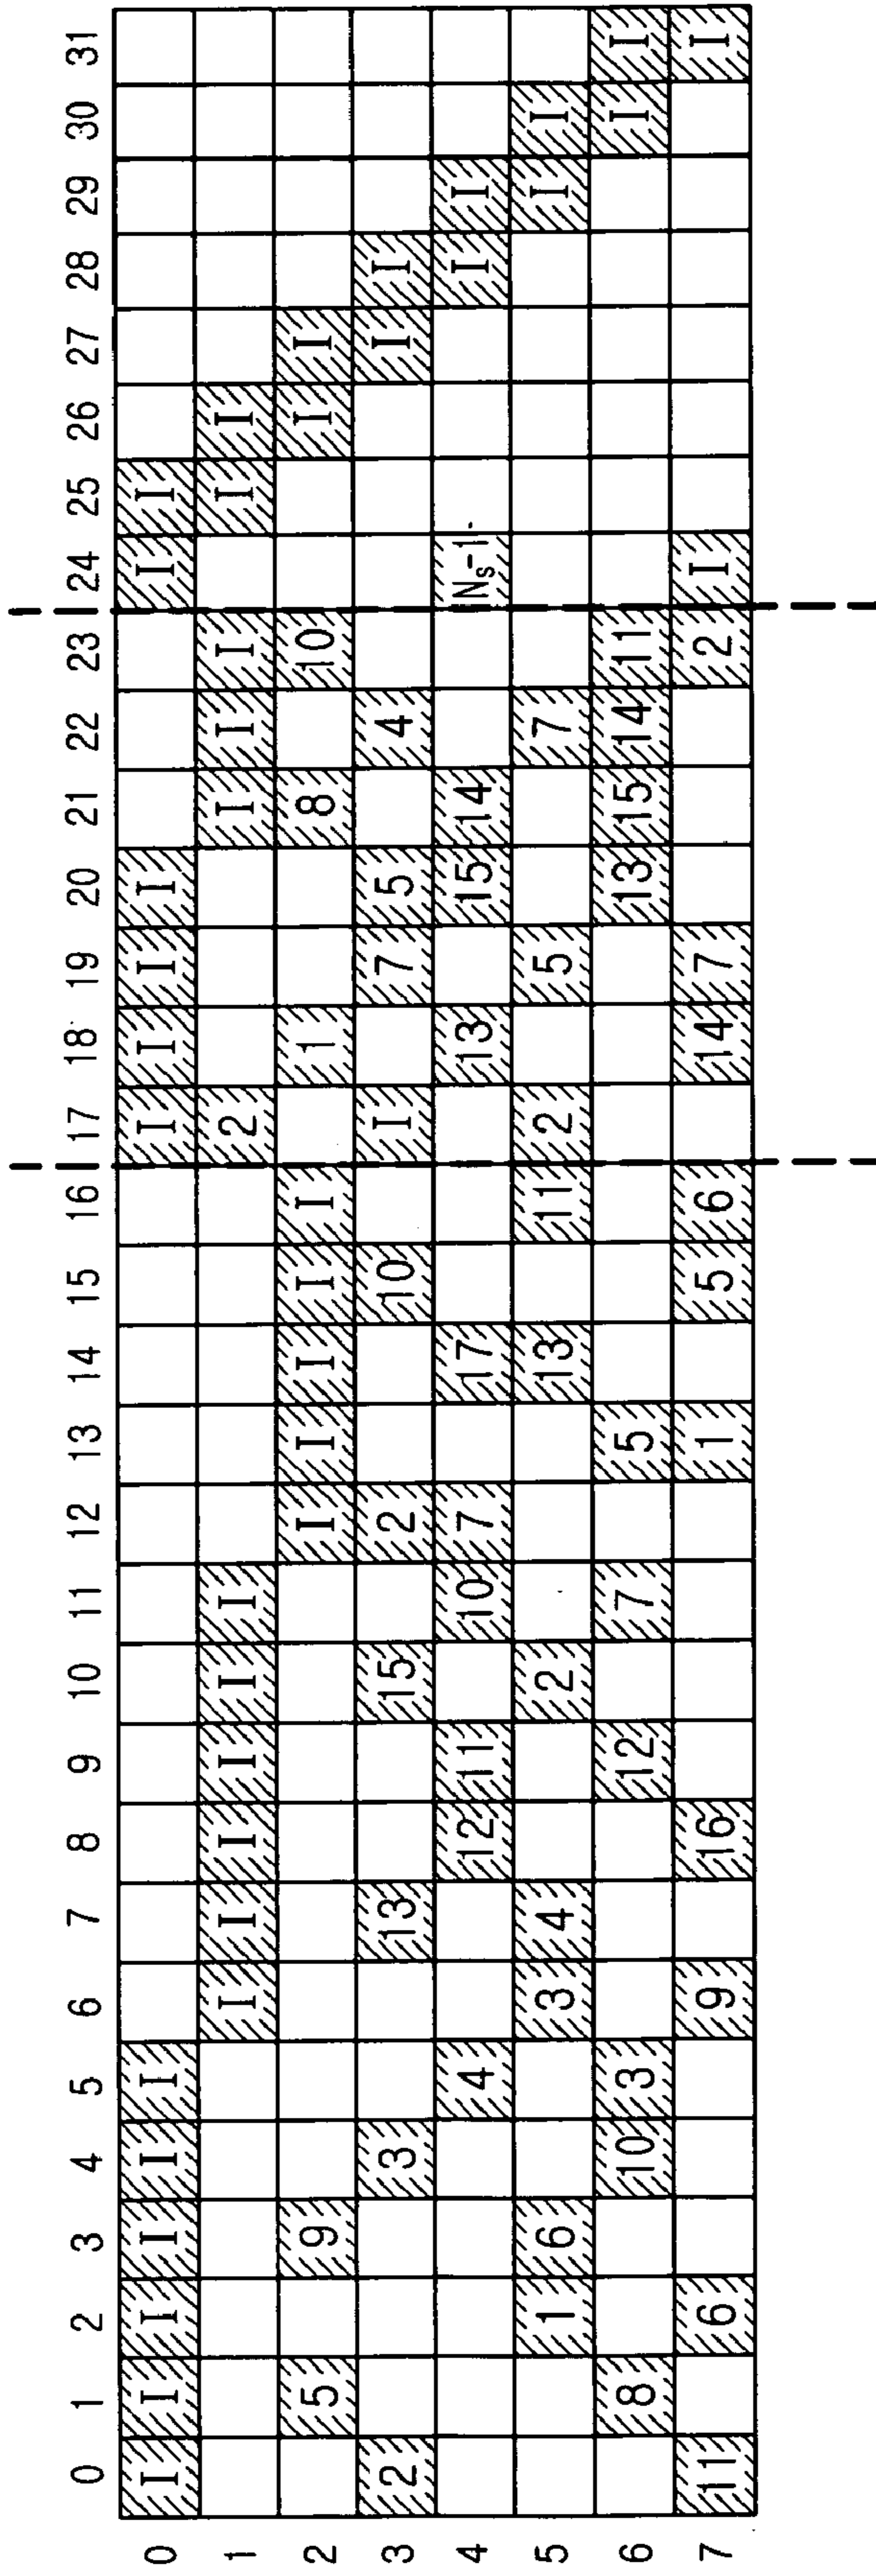 0 1 2 3 4 5 6 7 8 9 10 11 12 13 14 15 16 17 18 19 20 21 22 23 24 25 26 27 28 29 30 31
0 I I I I I I I I I I I I
1 I I I I I I 2 I I I I I
2 5 9 I I I I I 1 8 10 I I
3 2 3 13 15 2 10 I 7 5 4 I I
4 4 12 11 10 7 17 13 15 14 Ns-1 I I
5 1 6 3 4 2 13 11 2 5 7 I I
6 8 10 3 12 7 5 13 15 14 11 I I
7 11 6 9 16 1 5 6 14 7 2 I I